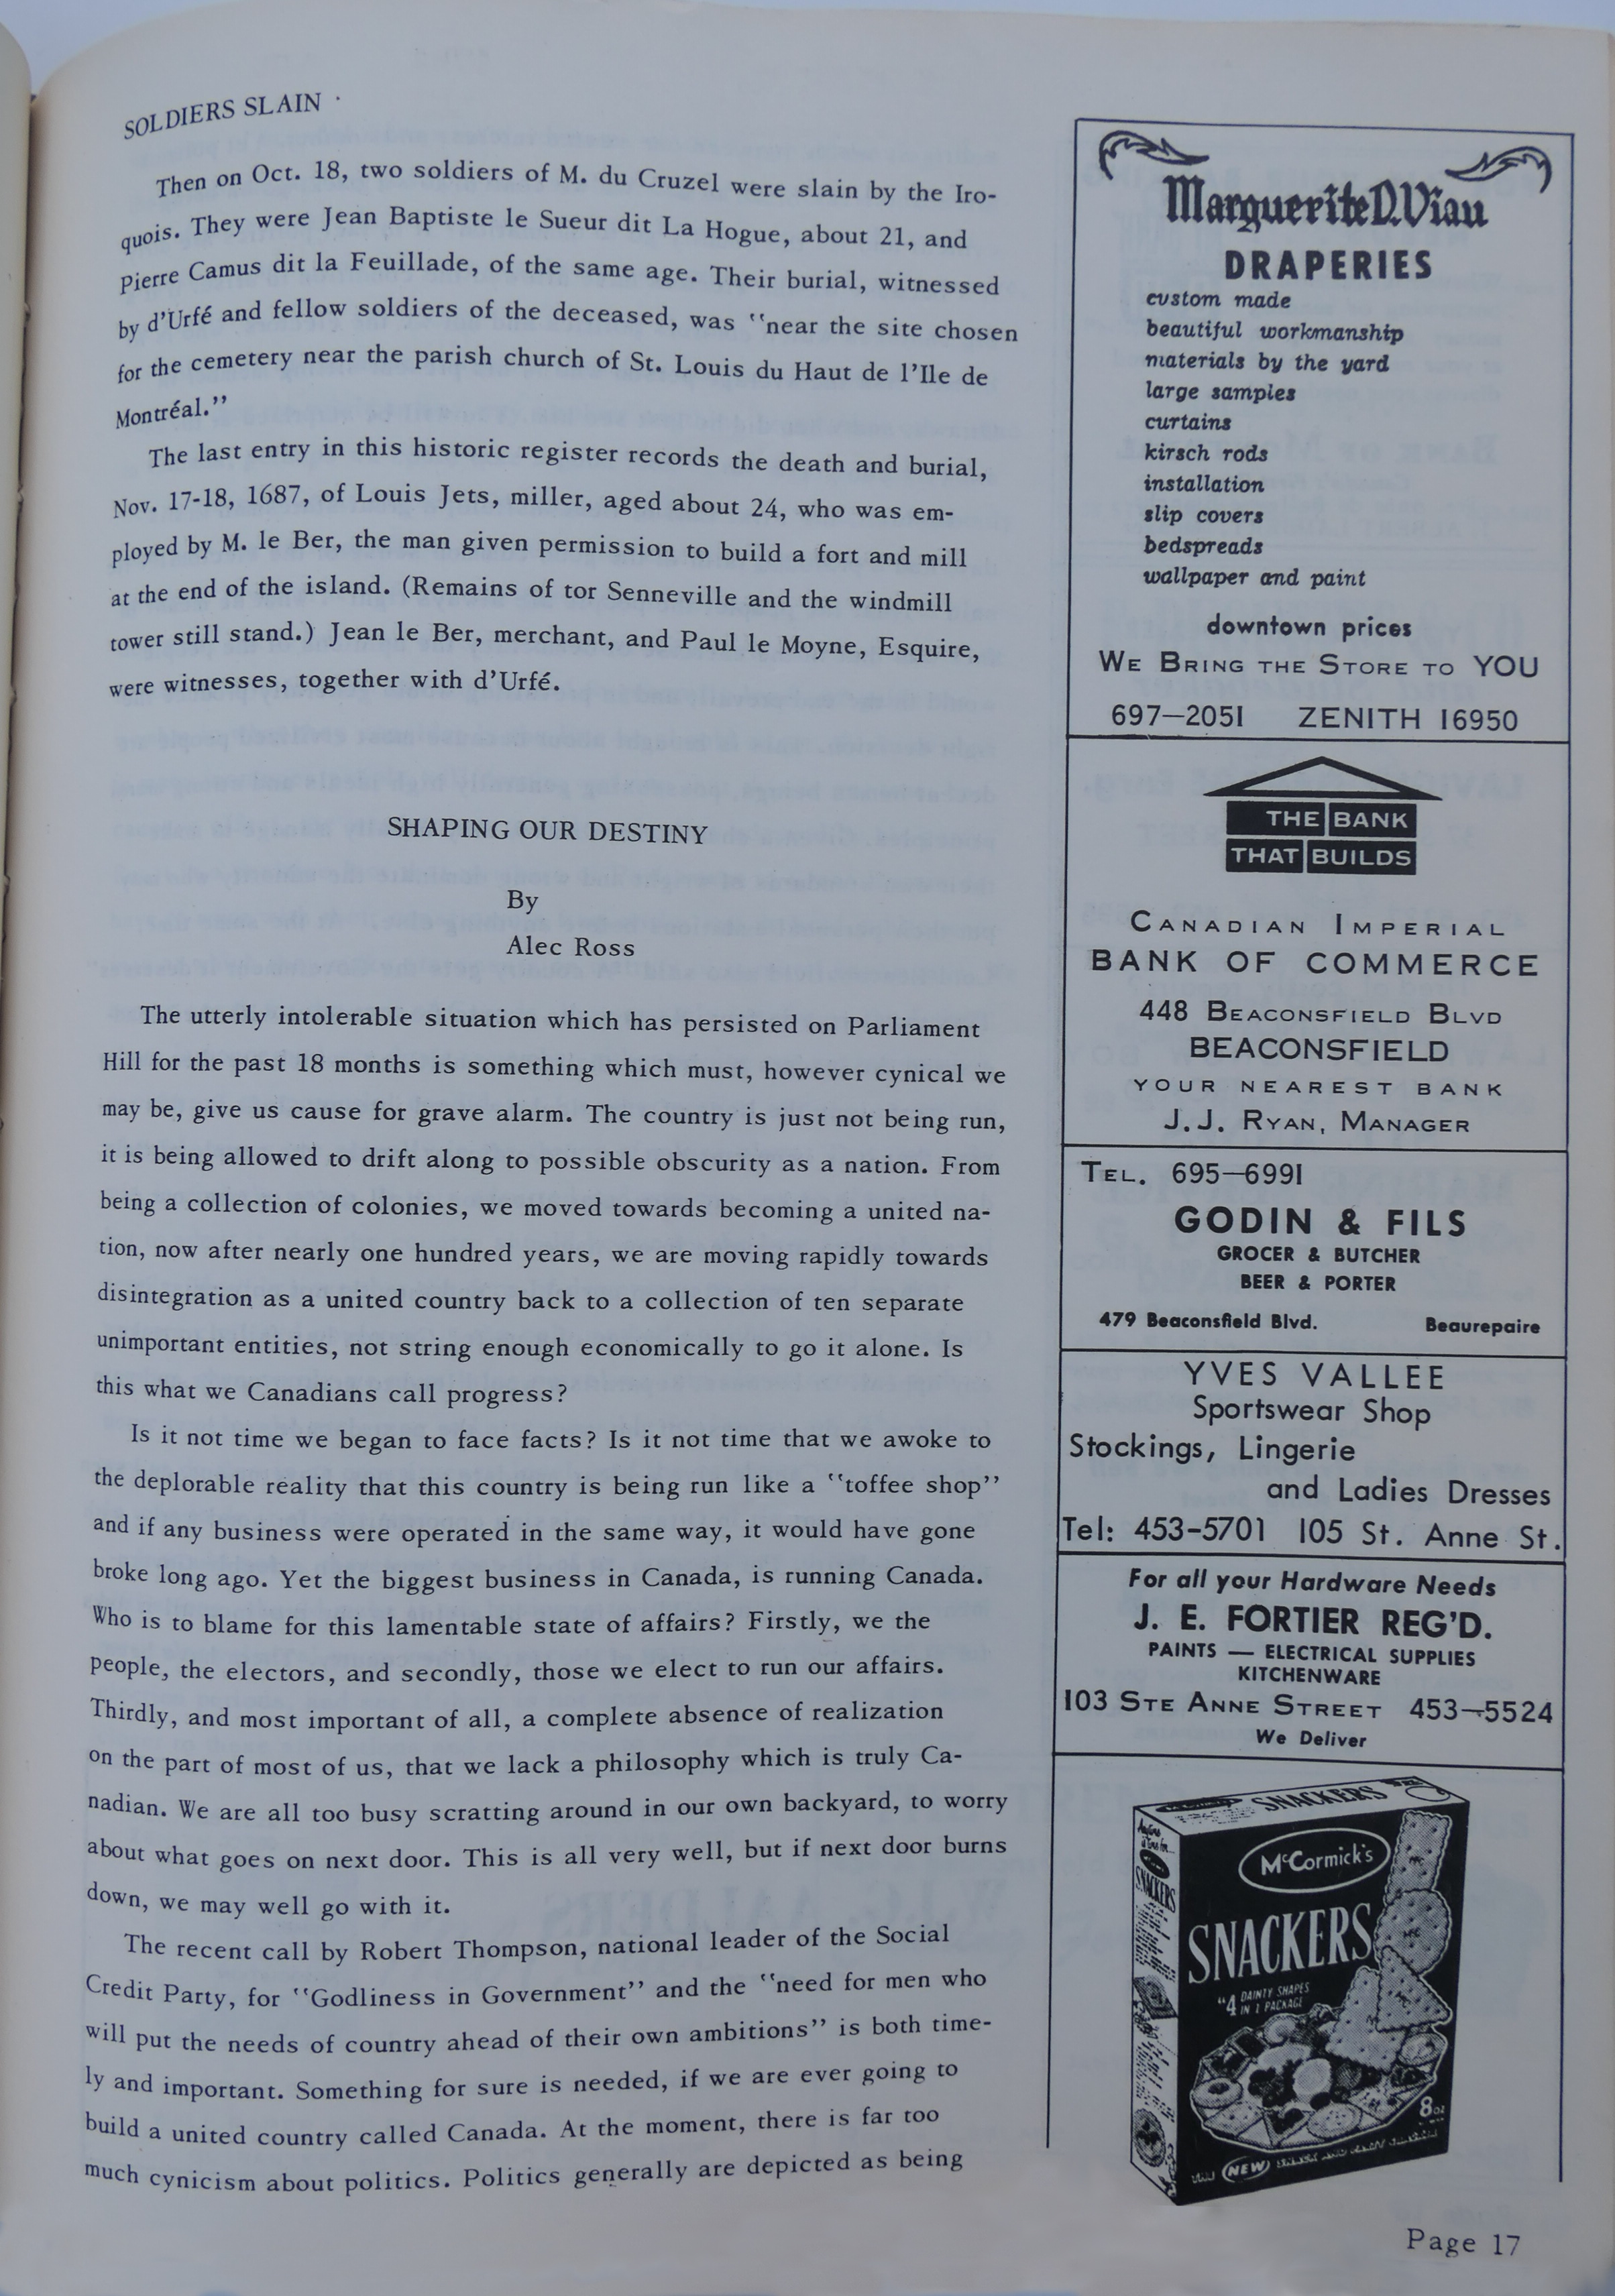 SOLDIERS SLAIN
Then on Oct. 18, two soldiers of M. du Cruzel were slain by the Iro-
quois. They were Jean Baptiste le Sueur dit La Hogue, about 21, and
Pierre Camus dit la Feuillade, of the same age. Their burial, witnessed
by d'Urfé and fellow soldiers of the deceased, was "near the site chosen
for the cemetery near the parish church of St. Louis du Haut de l'Ile de
Montréal."
The last entry in this historic register records the death and burial,
Nov. 17-18, 1687, of Louis Jets, miller, aged about 24, who was em-
ployed by M. le Ber, the man given permission to build a fort and mill
at the end of the island. (Remains of tor Senneville and the windmill
tower still stand.) Jean le Ber, merchant, and Paul le Moyne, Esquire,
were witnesses, together with d'Urfé.
SHAPING OUR DESTINY
By
Alec Ross
The utterly intolerable situation which has persisted on Parliament
Hill for the past 18 months is something which must, however cynical we
may be, give us cause for grave alarm. The country is just not being run,
it is being allowed to drift along to possible obscurity as a nation. From
being a collection of colonies, we moved towards becoming a united na-
tion, now after nearly one hundred years, we are moving rapidly towards
disintegration as a united country back to a collection of ten separate
unimportant entities, not string enough economically to go it alone. Is
this what we Canadians call progress?
Is it not time we began to face facts? Is it not time that we awoke to
the deplorable reality that this country is being run like a "toffee shop"
and if any business were operated in the same way, it would have gone
broke long ago. Yet the biggest business in Canada, is running Canada.
Who is to blame for this lamentable state of affairs? Firstly, we the
people, the electors, and secondly, those we elect to run our affairs.
Thirdly, and most important of all, a complete absence of realization
on the part of most of us, that we lack a philosophy which is truly Ca-
nadian. We are all too busy scratting around in our own backyard, to worry
about what goes on next door. This is all very well, but if next door burns
down, we may well go with it.
The recent call by Robert Thompson, national leader of the Social
Credit Party, for "Godliness in Government" and the "need for men who
will put the needs of country ahead of their own ambitions" is both time-
ly and important. Something for sure is needed, if we are ever going to
build a united country called Canada. At the moment, there is far too
much cynicism about politics. Politics generally are depicted as being
Marguerite D. Viau
DRAPERIES
custom made
beautiful workmanship
materials by the yard
large samples
curtains
kirsch rods
installation
slip covers
bedspreads
wallpaper and paint
downtown prices
WE BRING THE STORE TO YOU
697-2051 ZENITH 16950
THE BANK
THAT BUILDS
CANADIAN IMPERIAL
BANK OF COMMERCE
448 BEACONSFIELD BLVD
BEACONSFIELD
YOUR NEAREST BANK
J.J. RYAN, MANAGER
TEL. 695-6991
GODIN & FILS
GROCER & BUTCHER
BEER & PORTER
479 Beaconsfield Blvd. Beaurepaire
YVES VALLEE
Sportswear Shop
Stockings, Lingerie
and Ladies Dresses
Tel: 453-5701 105 St. Anne St.
For all your Hardware Needs
J. E. FORTIER REG'D.
PAINTS — ELECTRICAL SUPPLIES
KITCHENWARE
103 STE ANNE STREET 453-5524
We Deliver
SNACKERS
McCormick's
SNACKERS
SNACKERS
"4 DAINTY SHAPES
IN 1 PACKAGE
8 oz
NEW
Page 17